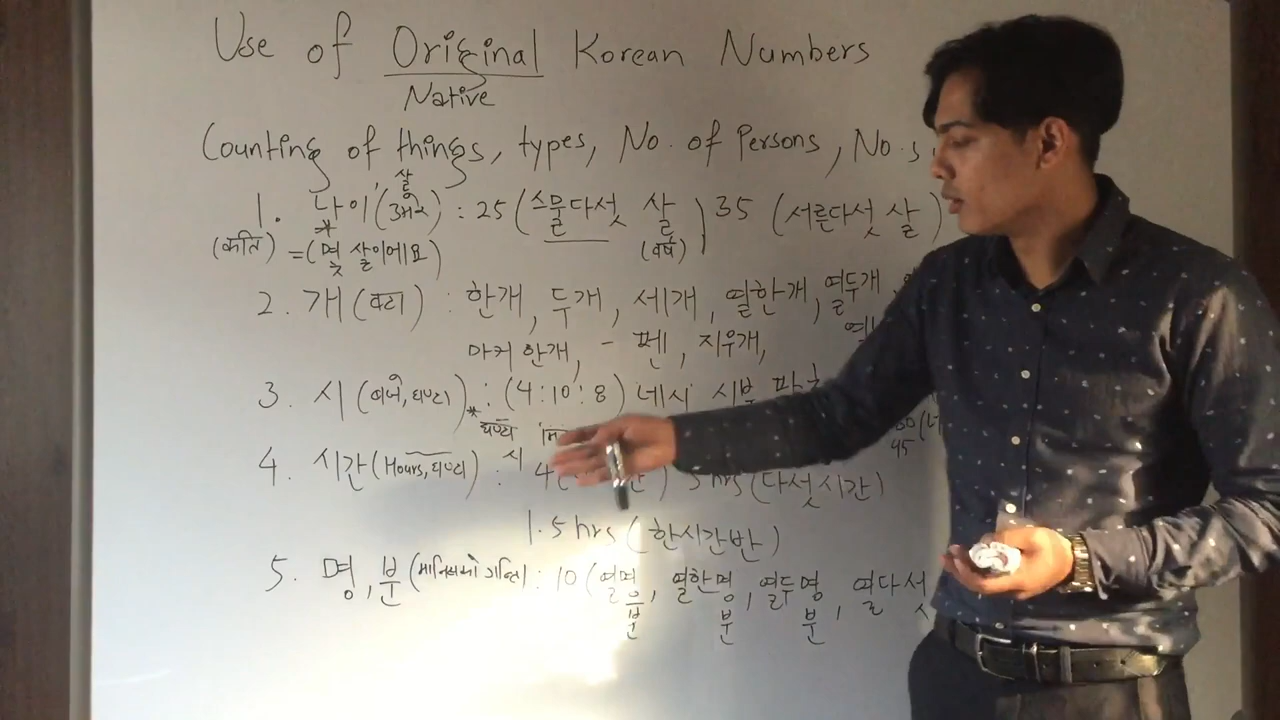 Use of Original Korean Numbers
Native
Counting of things, types, No. of Persons, No. s
살
1. 나이(उमेर) : 25 (스물다섯 살) 35 (서른다섯 살)
(कति) = (몇 살이에요) (वर्ष)
2. 개 (वटा) : 한개, 두개, 세개, 열한개, 열두개,
마커 한개, - 펜, 지우개,
3. 시 (बजे, घण्टा) : (4:10:8) 네시 시부
घण्टा
4. 시간 (Hours, घण्टा) : 시 4( 5 hrs (다섯시간)
45
1.5 hrs (한시간반)
5. 명, 분 (मानिसको गन्ति) : 10 (열명, 열한명, 열두명, 열다섯
분 분 분